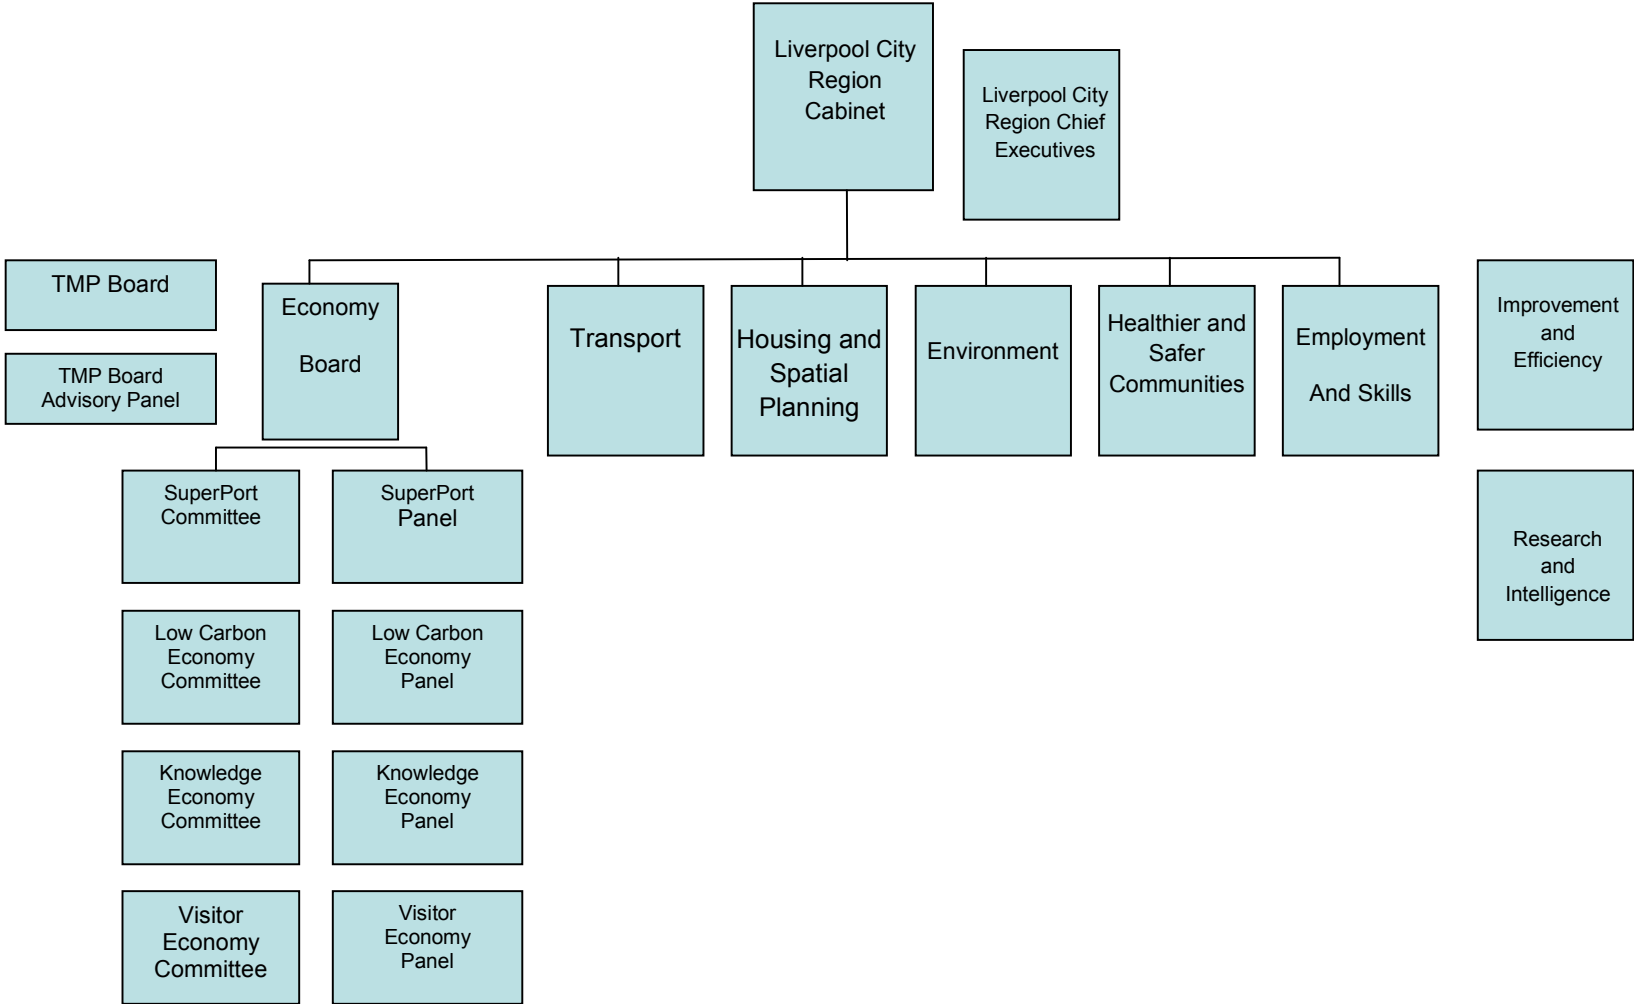 Liverpool City
Region
Cabinet
Liverpool City
Region Chief
Executives
TMP Board
TMP Board
Advisory Panel
Economy
Board
Transport
Housing and
Spatial
Planning
Environment
Healthier and
Safer
Communities
Employment
And Skills
Improvement
and
Efficiency
Research
and
Intelligence
SuperPort
Committee
SuperPort
Panel
Low Carbon
Economy
Committee
Low Carbon
Economy
Panel
Knowledge
Economy
Committee
Knowledge
Economy
Panel
Visitor
Economy
Committee
Visitor
Economy
Panel